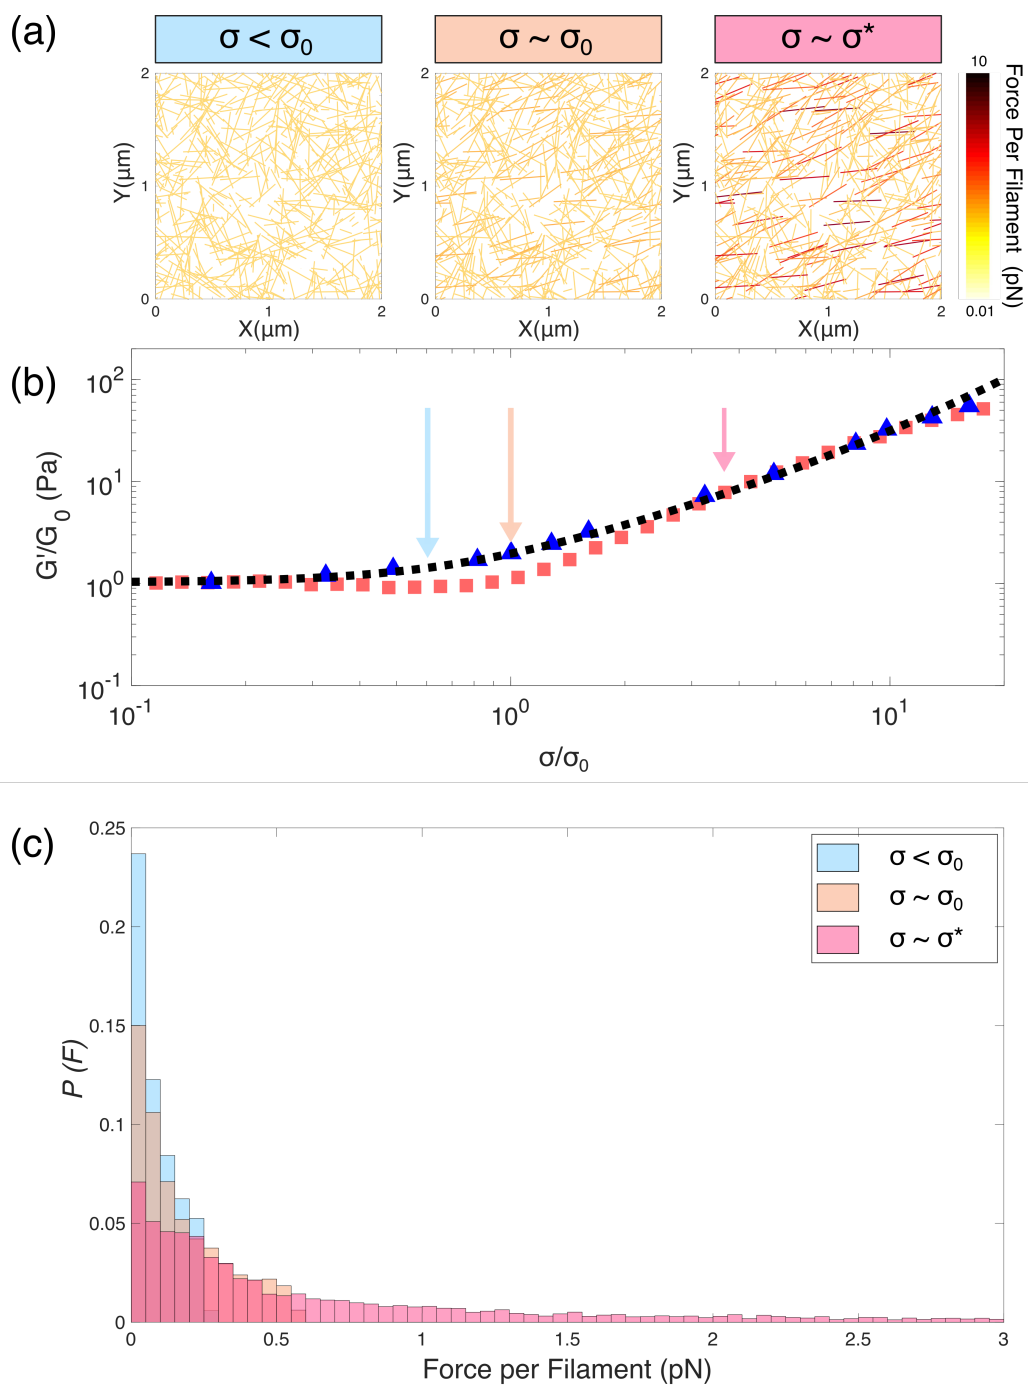 (a)
σ < σ0
σ ~ σ0
σ ~ σ*
2
1
0
Y(μm)
0
1
2
X(μm)
2
1
0
Y(μm)
0
1
2
X(μm)
2
1
0
Y(μm)
0
1
2
X(μm)
10
0.01
Force Per Filament (pN)
(b)
10^2
10^1
10^0
10^-1
G'/G0 (Pa)
10^-1
10^0
10^1
σ/σ0
(c)
0.25
0.2
0.15
0.1
0.05
0
P (F)
σ < σ0
σ ~ σ0
σ ~ σ*
0
0.5
1
1.5
2
2.5
3
Force per Filament (pN)